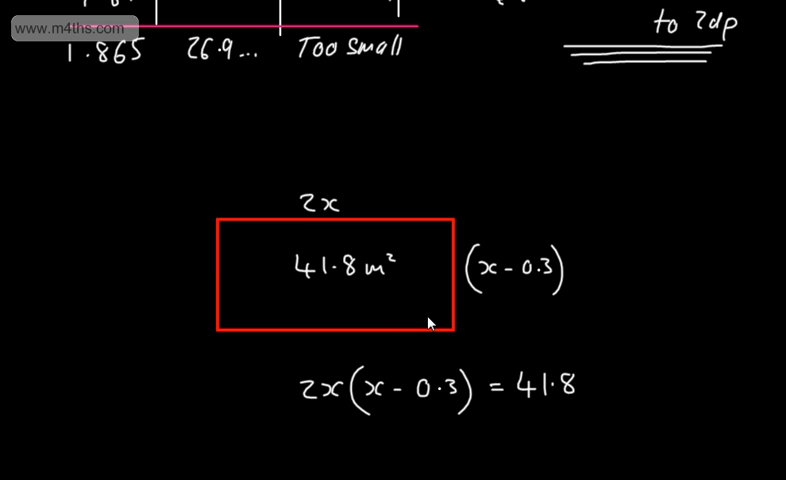 www.m4ths.com
to 2dp
1.865 26.9... Too small
2x
41.8 m² (x - 0.3)
2x(x - 0.3) = 41.8